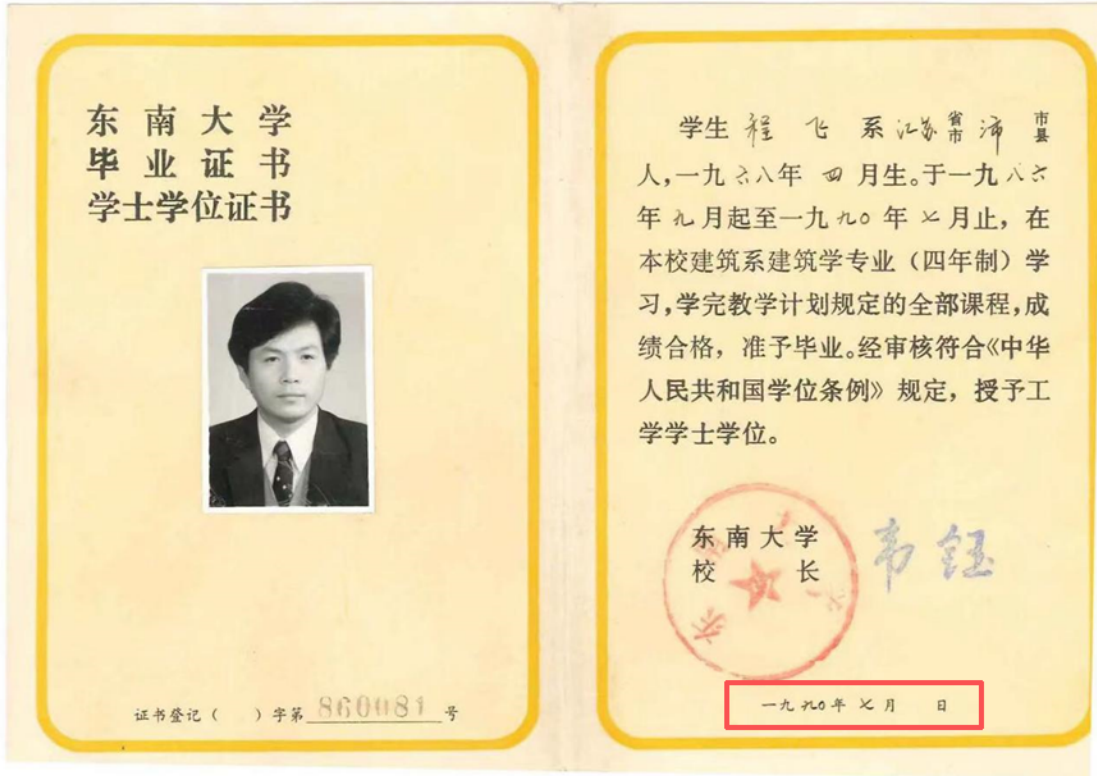 东南大学
毕业证书
学士学位证书
证书登记（ ）字第 860081 号
学生 程飞 系江苏省市沛市县
人，一九六八年 四 月生。于一九八六
年九月起至一九九〇年七月止，在
本校建筑系建筑学专业（四年制）学
习，学完教学计划规定的全部课程，成
绩合格，准予毕业。经审核符合《中华
人民共和国学位条例》规定，授予工
学学士学位。
东南大学
校长 韦钰
一九九〇年七月 日